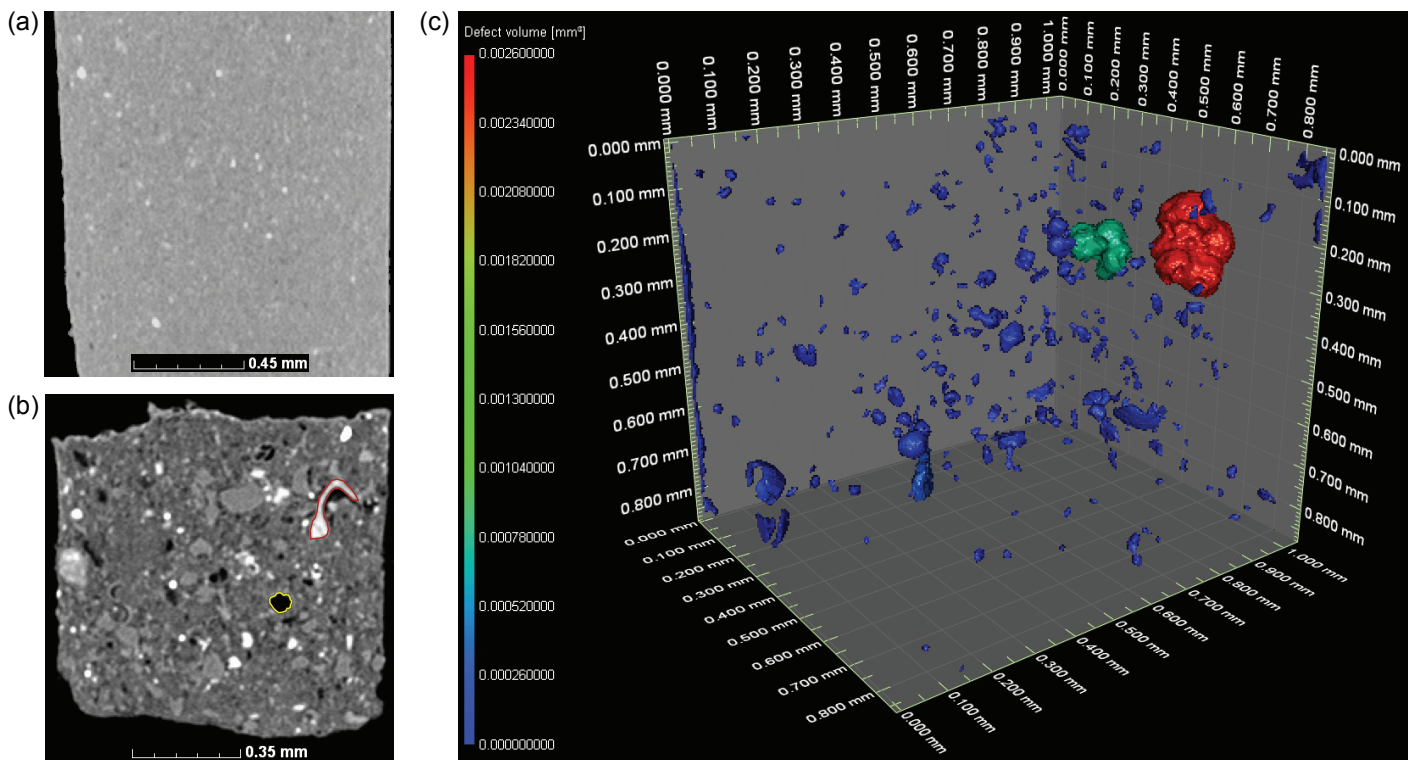 (a)
0.45 mm
(b)
0.35 mm
(c)
Defect volume [mm³]
0.002600000
0.002340000
0.002080000
0.001820000
0.001560000
0.001300000
0.001040000
0.000780000
0.000520000
0.000260000
0.000000000
0.000 mm
0.100 mm
0.200 mm
0.300 mm
0.400 mm
0.500 mm
0.600 mm
0.700 mm
0.800 mm
0.900 mm
1.000 mm
0.000 mm
0.100 mm
0.200 mm
0.300 mm
0.400 mm
0.500 mm
0.600 mm
0.700 mm
0.800 mm
0.000 mm
0.100 mm
0.200 mm
0.300 mm
0.400 mm
0.500 mm
0.600 mm
0.700 mm
0.800 mm
0.000 mm
0.100 mm
0.200 mm
0.300 mm
0.400 mm
0.500 mm
0.600 mm
0.700 mm
0.800 mm
0.000 mm
0.100 mm
0.200 mm
0.300 mm
0.400 mm
0.500 mm
0.600 mm
0.700 mm
0.800 mm
0.000 mm
0.100 mm
0.200 mm
0.300 mm
0.400 mm
0.500 mm
0.600 mm
0.700 mm
0.800 mm
0.900 mm
1.000 mm